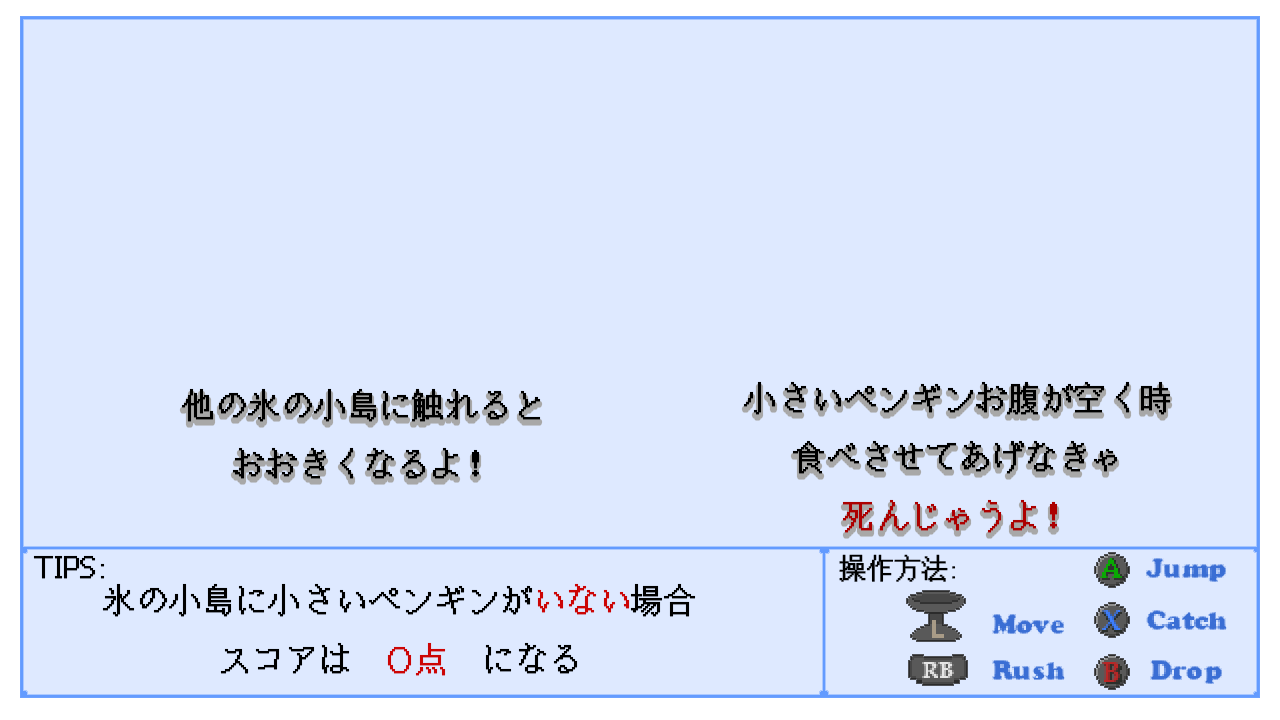 他の氷の小島に触れると
おおきくなるよ!
小さいペンギンお腹が空く時
食べさせてあげなきゃ
死んじゃうよ!
TIPS:
氷の小島に小さいペンギンがいない場合
スコアは 〇点 になる
操作方法:
L Move
RB Rush
A Jump
X Catch
B Drop